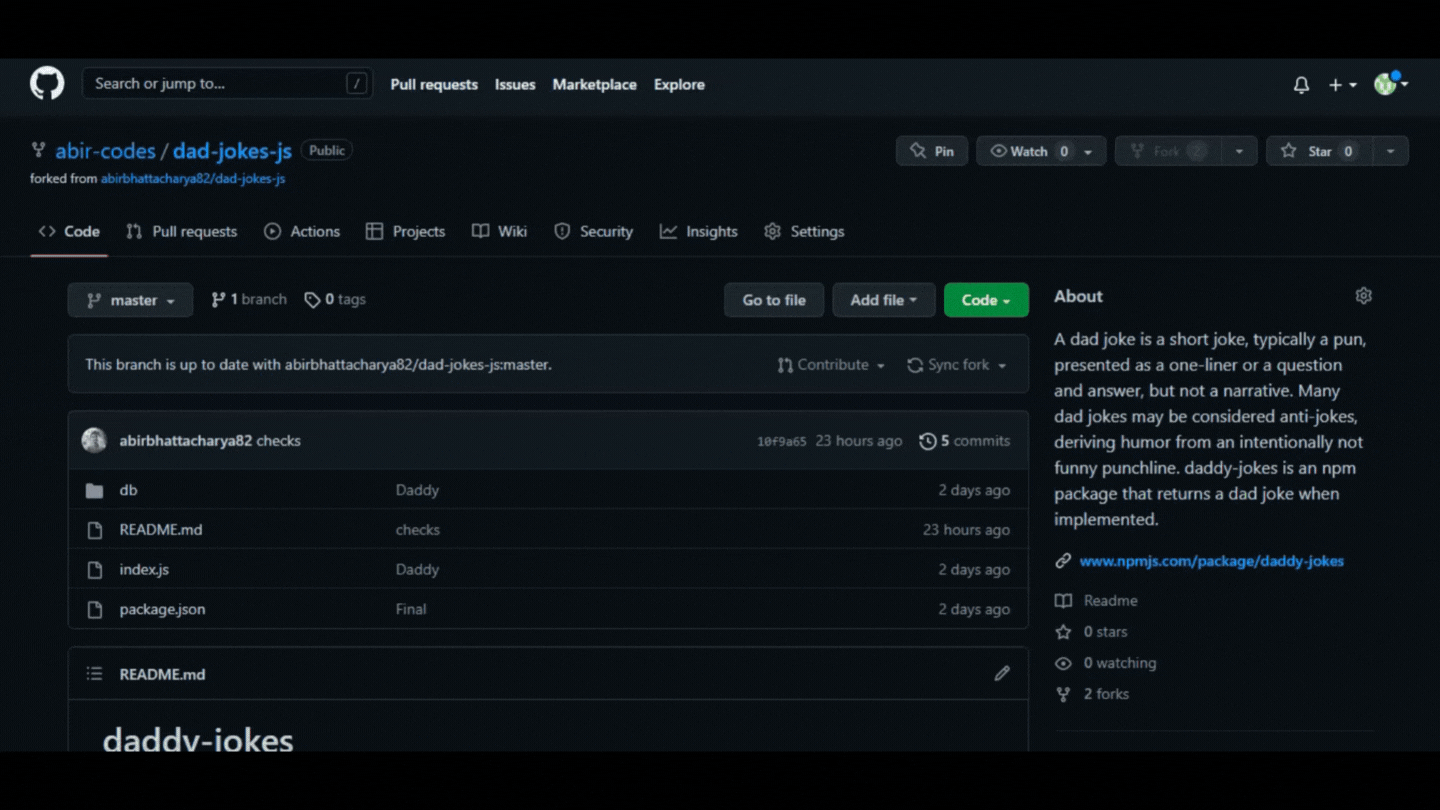 Search or jump to... /
Pull requests Issues Marketplace Explore
abir-codes / dad-jokes-js Public
Pin Watch 0 Fork 2 Star 0
forked from abirbhattacharya82/dad-jokes-js
Code Pull requests Actions Projects Wiki Security Insights Settings
master 1 branch 0 tags Go to file Add file Code
This branch is up to date with abirbhattacharya82/dad-jokes-js:master. Contribute Sync fork
abirbhattacharya82 checks 10f9a65 23 hours ago 5 commits
db Daddy 2 days ago
README.md checks 23 hours ago
index.js Daddy 2 days ago
package.json Final 2 days ago
README.md
daddy-jokes
About
A dad joke is a short joke, typically a pun,
presented as a one-liner or a question
and answer, but not a narrative. Many
dad jokes may be considered anti-jokes,
deriving humor from an intentionally not
funny punchline. daddy-jokes is an npm
package that returns a dad joke when
implemented.
www.npmjs.com/package/daddy-jokes
Readme
0 stars
0 watching
2 forks